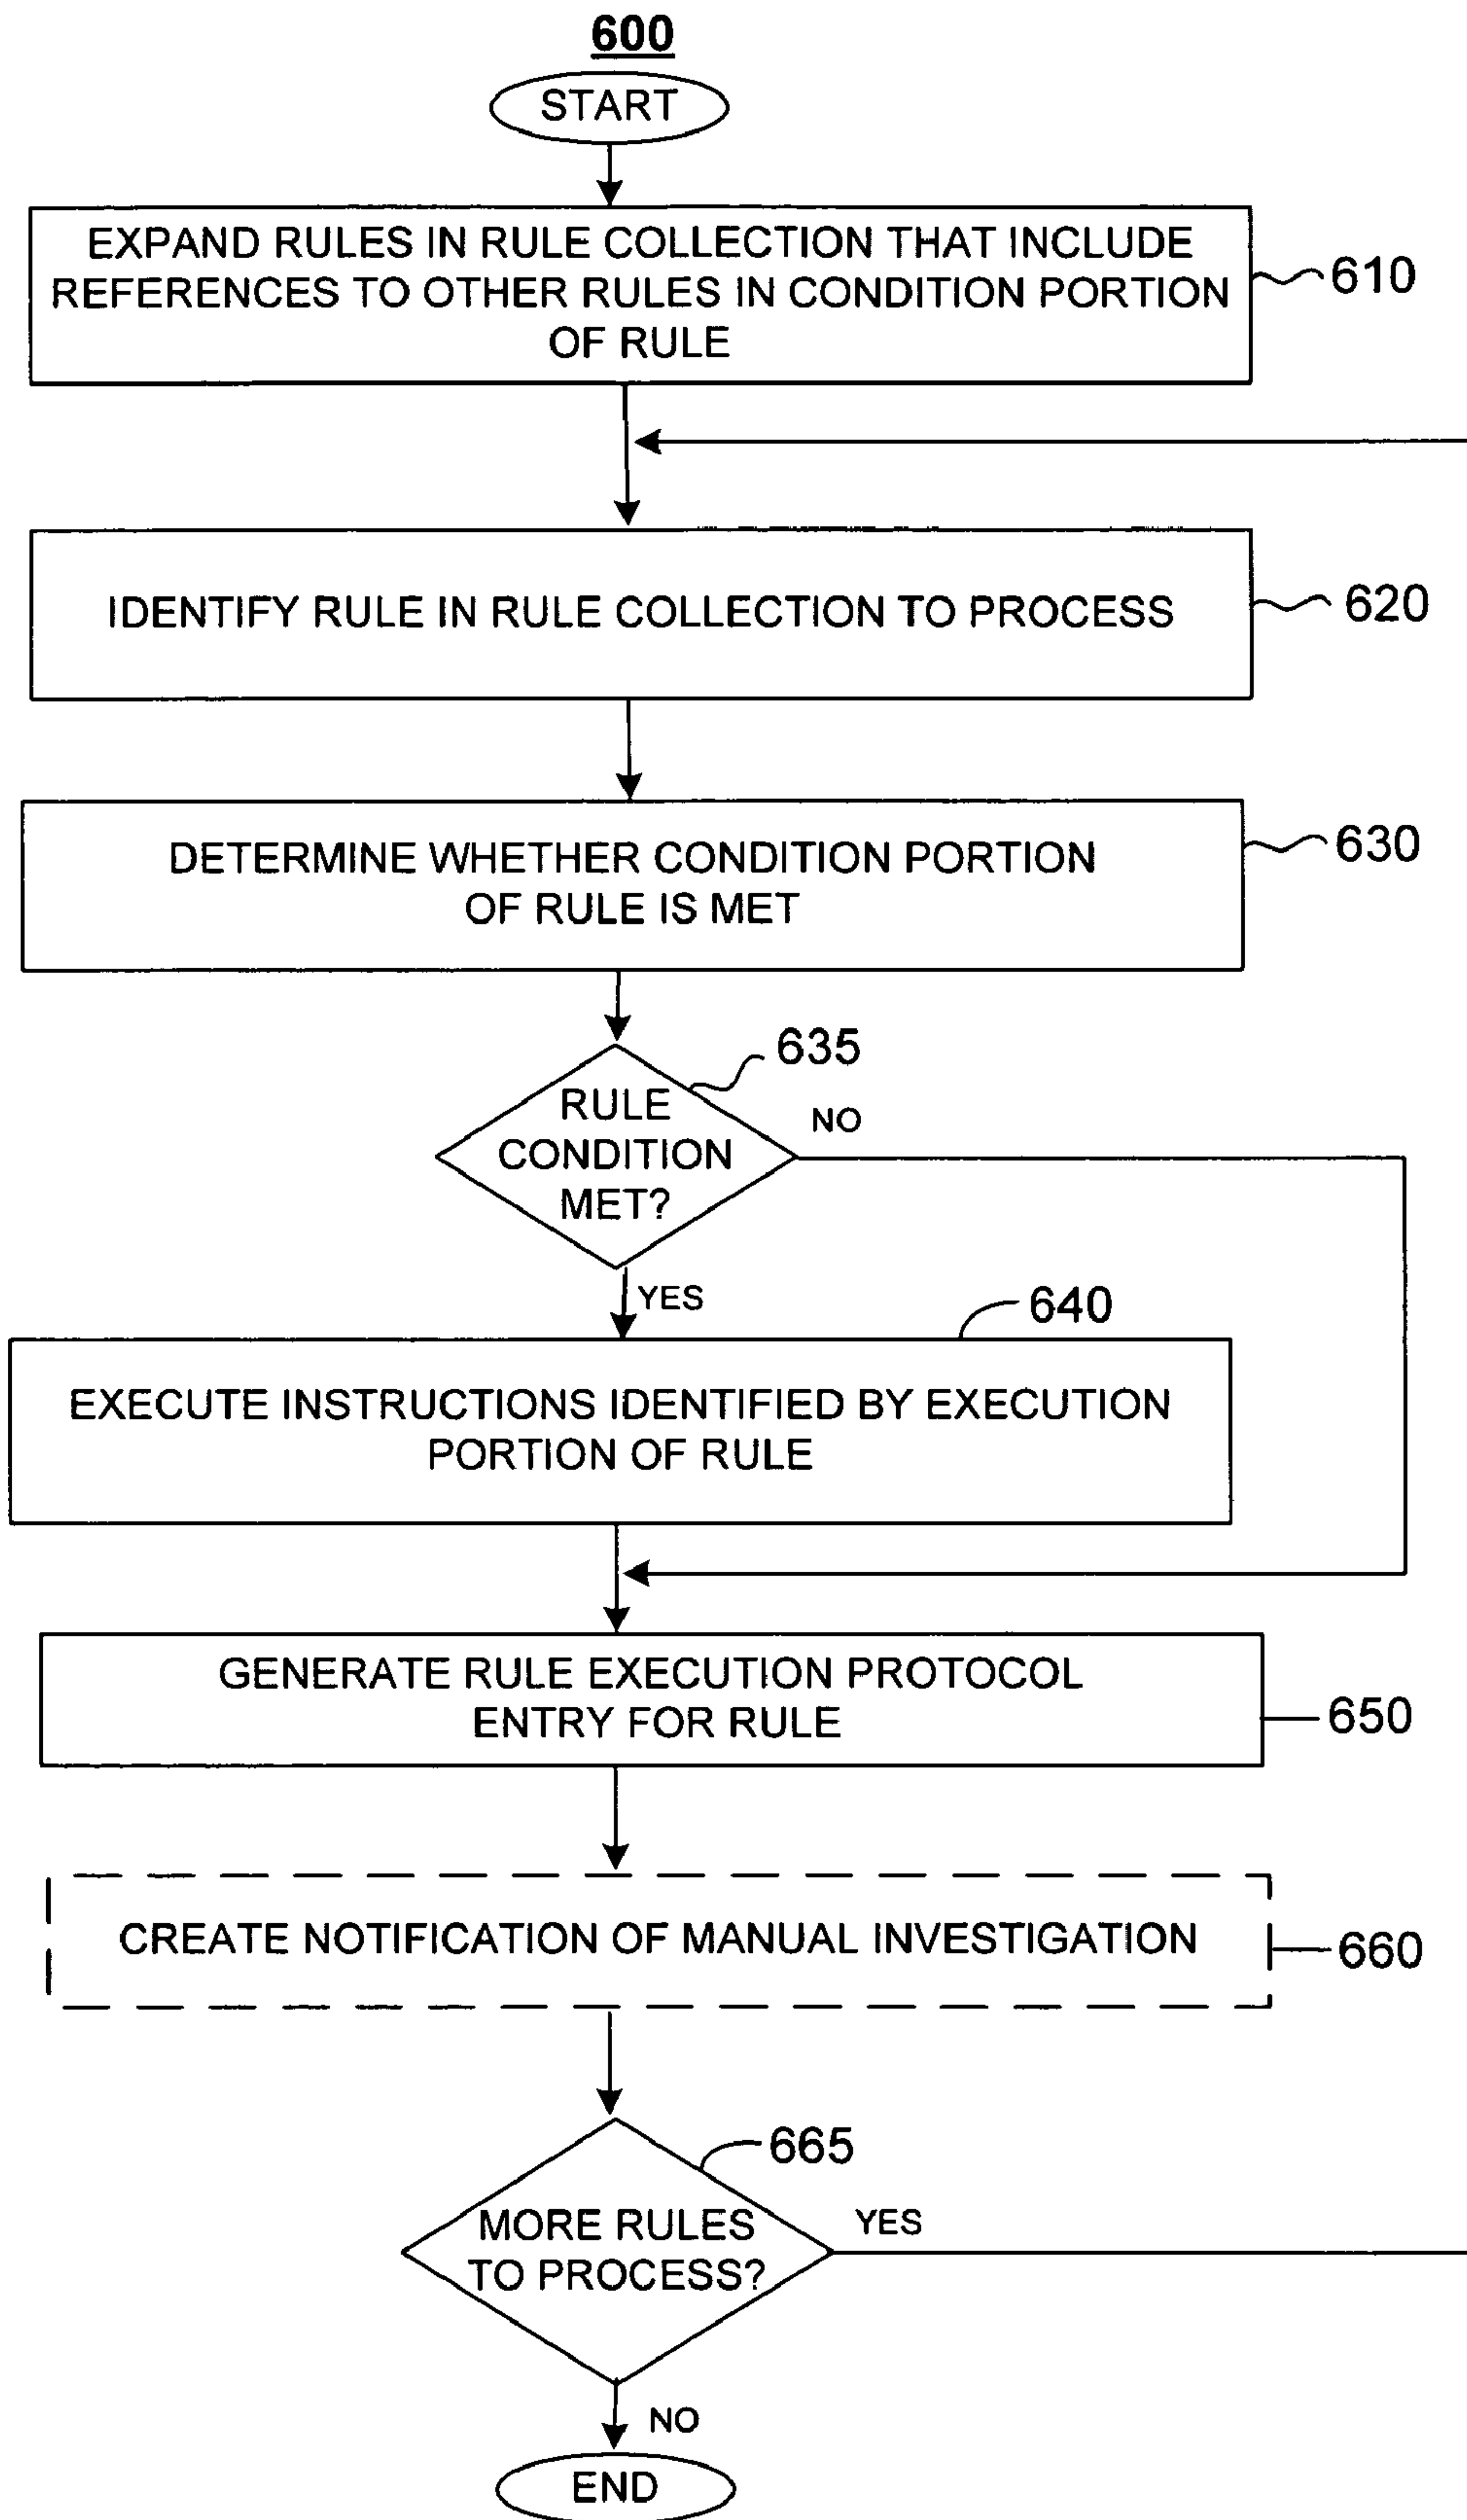 600
START
EXPAND RULES IN RULE COLLECTION THAT INCLUDE
REFERENCES TO OTHER RULES IN CONDITION PORTION
OF RULE
610
IDENTIFY RULE IN RULE COLLECTION TO PROCESS
620
DETERMINE WHETHER CONDITION PORTION
OF RULE IS MET
630
635
RULE
CONDITION
MET?
NO
YES
640
EXECUTE INSTRUCTIONS IDENTIFIED BY EXECUTION
PORTION OF RULE
GENERATE RULE EXECUTION PROTOCOL
ENTRY FOR RULE
650
CREATE NOTIFICATION OF MANUAL INVESTIGATION
660
665
MORE RULES
TO PROCESS?
YES
NO
END